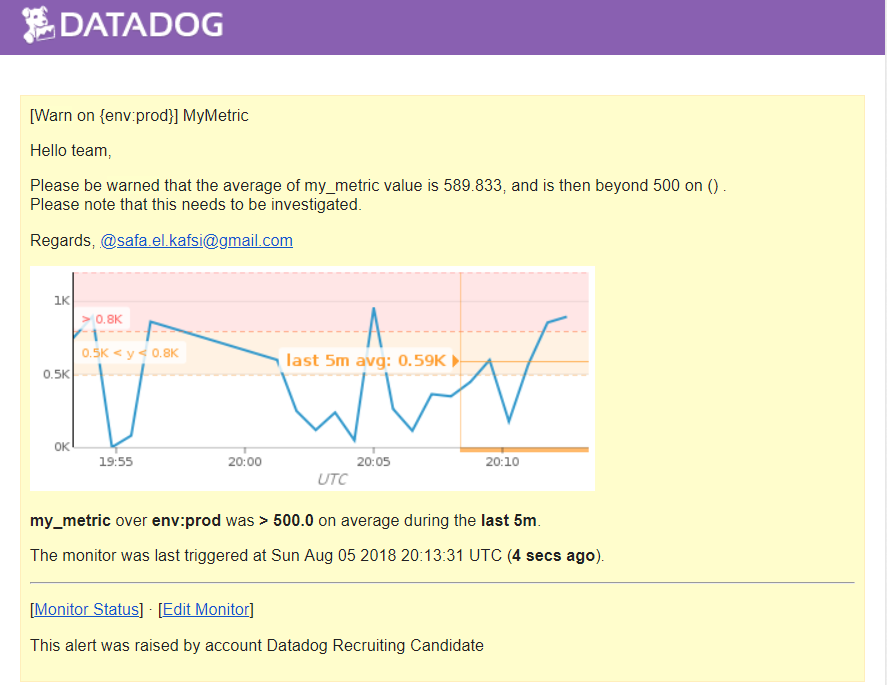 DATADOG
[Warn on {env:prod}] MyMetric
Hello team,
Please be warned that the average of my_metric value is 589.833, and is then beyond 500 on () .
Please note that this needs to be investigated.
Regards, @safa.el.kafsi@gmail.com
1K
> 0.8K
0.5K < y < 0.8K
last 5m avg: 0.59K
0.5K
0K
19:55 20:00 20:05 20:10
UTC
my_metric over env:prod was > 500.0 on average during the last 5m.
The monitor was last triggered at Sun Aug 05 2018 20:13:31 UTC (4 secs ago).
[Monitor Status] · [Edit Monitor]
This alert was raised by account Datadog Recruiting Candidate